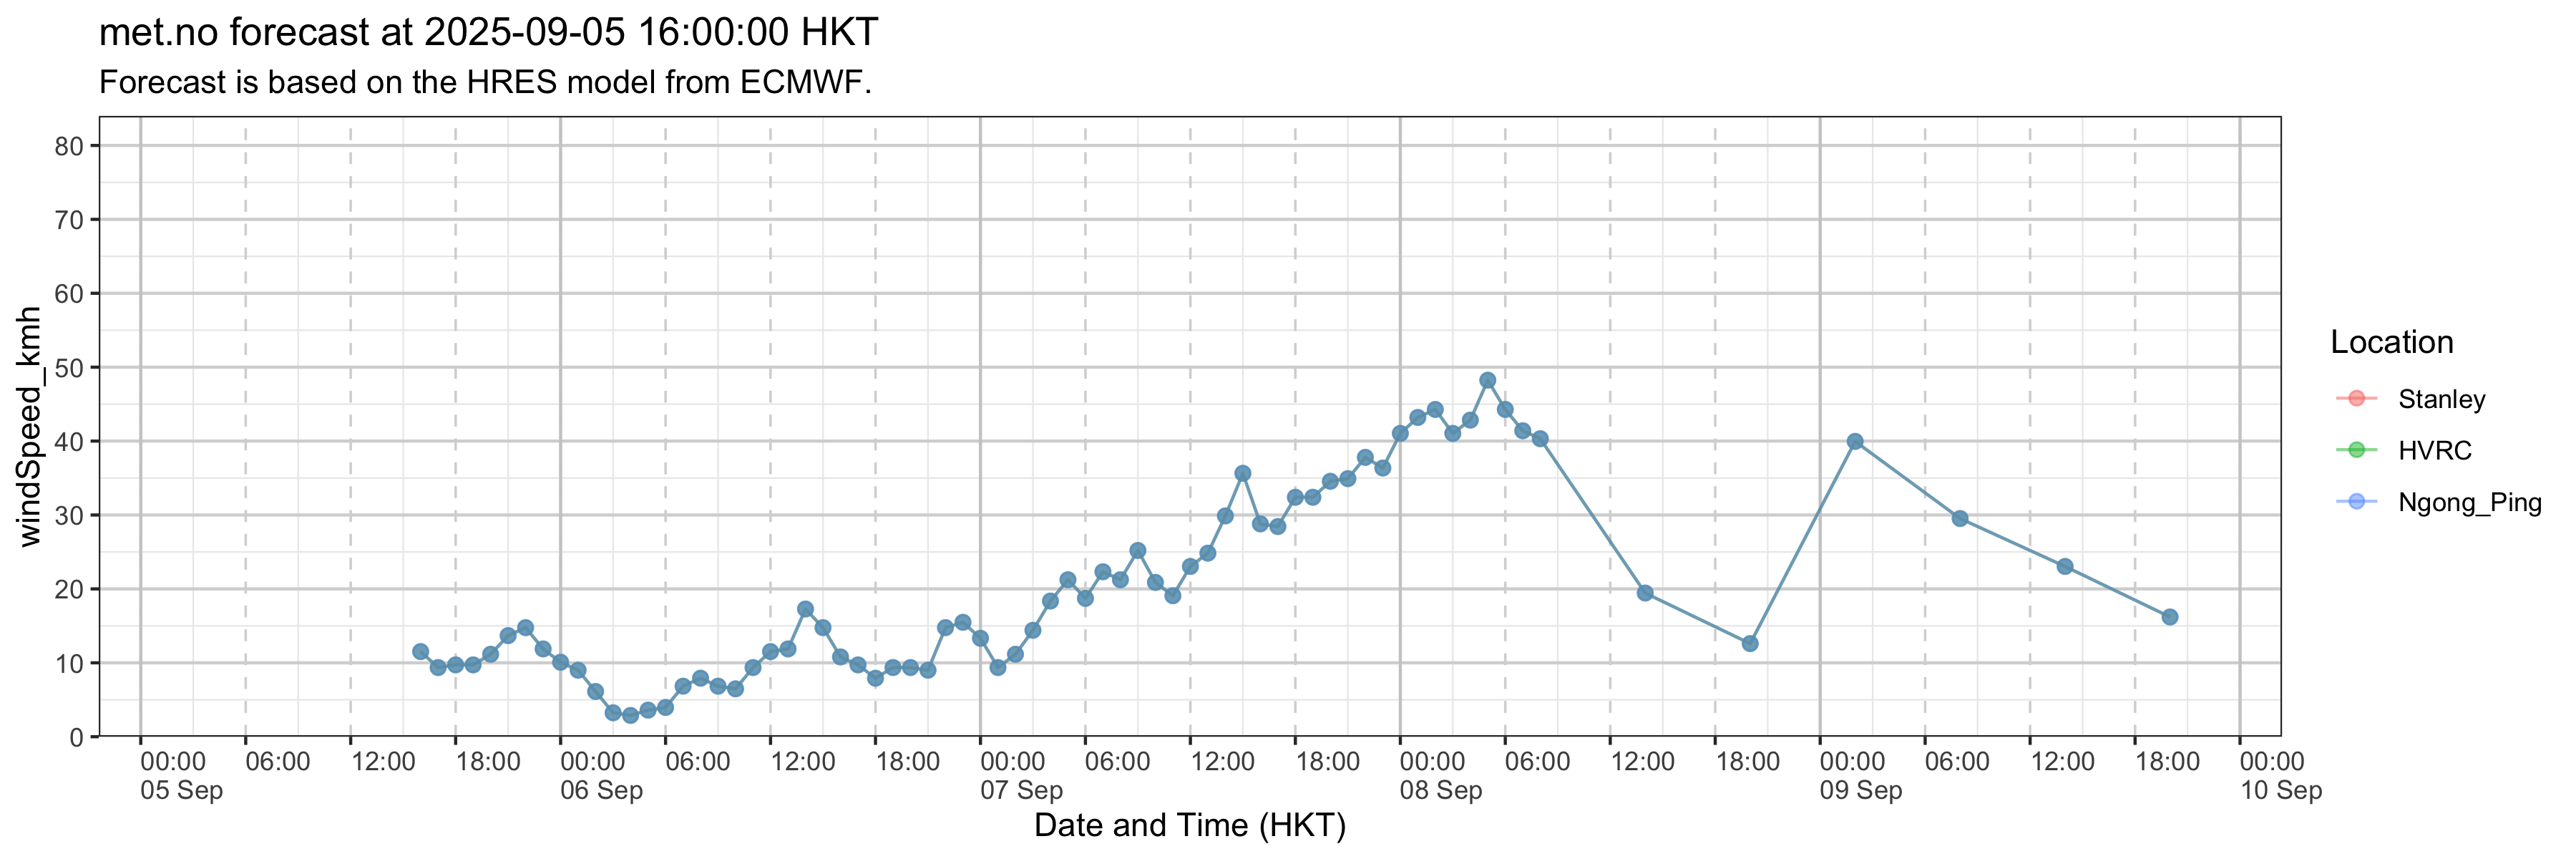 met.no forecast at 2025-09-05 16:00:00 HKT
Forecast is based on the HRES model from ECMWF.
windSpeed_kmh
80
70
60
50
40
30
20
10
0
00:00 06:00 12:00 18:00 00:00 06:00 12:00 18:00 00:00 06:00 12:00 18:00 00:00 06:00 12:00 18:00 00:00 06:00 12:00 18:00 00:00
05 Sep 06 Sep 07 Sep 08 Sep 09 Sep 10 Sep
Date and Time (HKT)
Location
Stanley
HVRC
Ngong_Ping